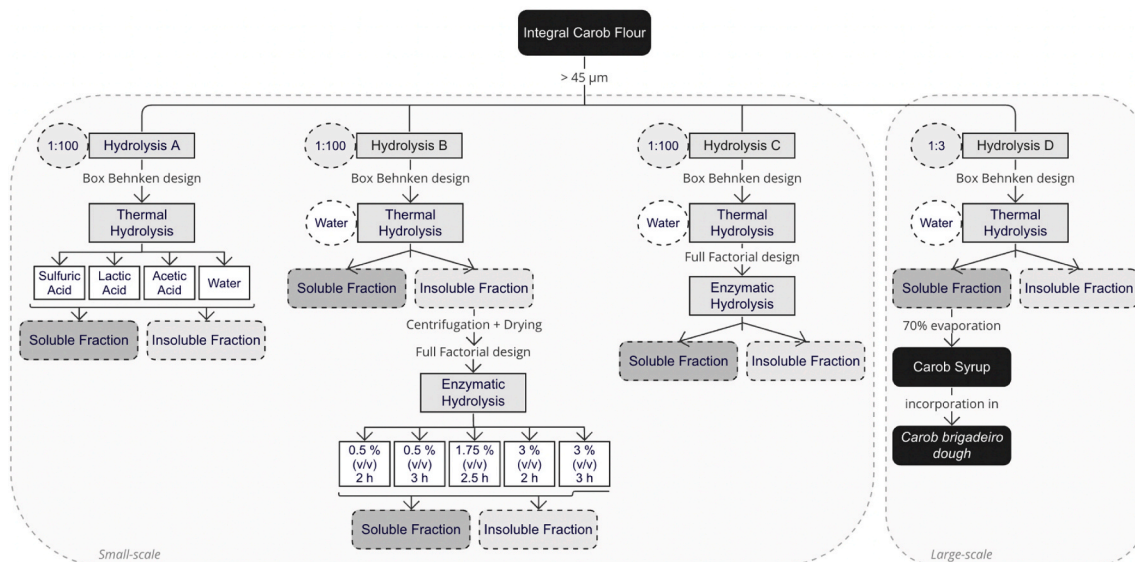 Integral Carob Flour
> 45 μm
1:100
Hydrolysis A
Box Behnken design
Thermal
Hydrolysis
Sulfuric
Acid
Lactic
Acid
Acetic
Acid
Water
Soluble Fraction
Insoluble Fraction
1:100
Hydrolysis B
Box Behnken design
Water
Thermal
Hydrolysis
Soluble Fraction
Insoluble Fraction
Centrifugation + Drying
Full Factorial design
Enzymatic
Hydrolysis
0.5 %
(v/v)
2 h
0.5 %
(v/v)
3 h
1.75 %
(v/v)
2.5 h
3 %
(v/v)
2 h
3 %
(v/v)
3 h
Soluble Fraction
Insoluble Fraction
1:100
Hydrolysis C
Box Behnken design
Water
Thermal
Hydrolysis
Full Factorial design
Enzymatic
Hydrolysis
Soluble Fraction
Insoluble Fraction
Small-scale
1:3
Hydrolysis D
Box Behnken design
Water
Thermal
Hydrolysis
Soluble Fraction
Insoluble Fraction
70% evaporation
Carob Syrup
incorporation in
Carob brigadeiro
dough
Large-scale